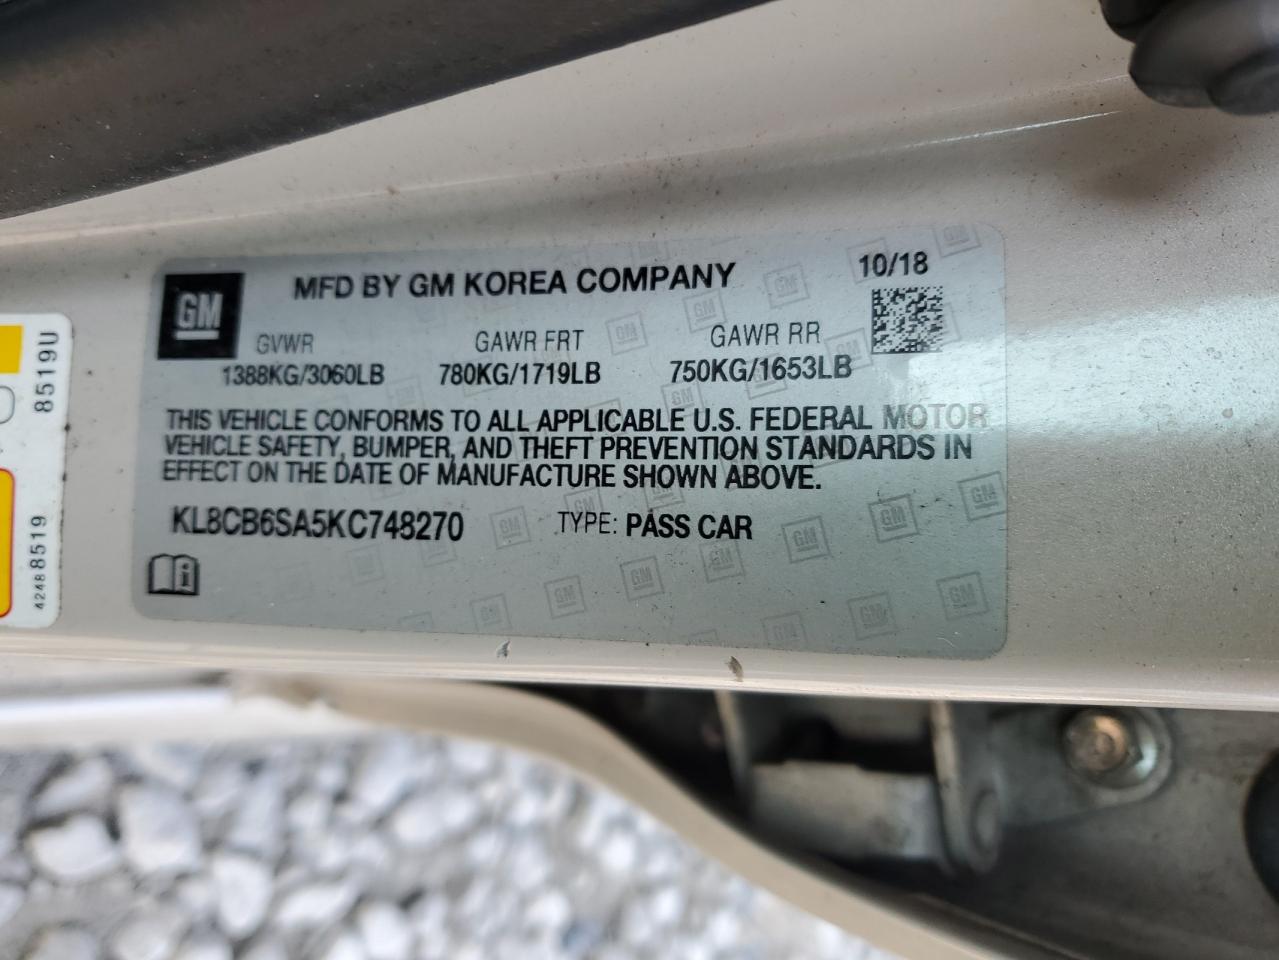 GM
MFD BY GM KOREA COMPANY
10/18
GVWR
GAWR FRT
GAWR RR
1388KG/3060LB
780KG/1719LB
750KG/1653LB
THIS VEHICLE CONFORMS TO ALL APPLICABLE U.S. FEDERAL MOTOR
VEHICLE SAFETY, BUMPER, AND THEFT PREVENTION STANDARDS IN
EFFECT ON THE DATE OF MANUFACTURE SHOWN ABOVE.
KL8CB6SA5KC748270
TYPE: PASS CAR
8519U
42488519